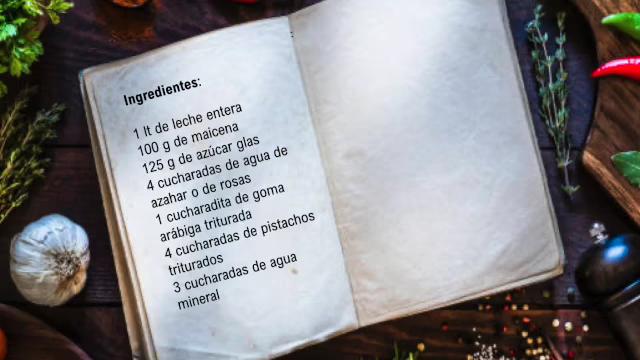 Ingredientes:
1 lt de leche entera
100 g de maicena
125 g de azúcar glas
4 cucharadas de agua de
azahar o de rosas
1 cucharadita de goma
arábiga triturada
4 cucharadas de pistachos
triturados
3 cucharadas de agua
mineral